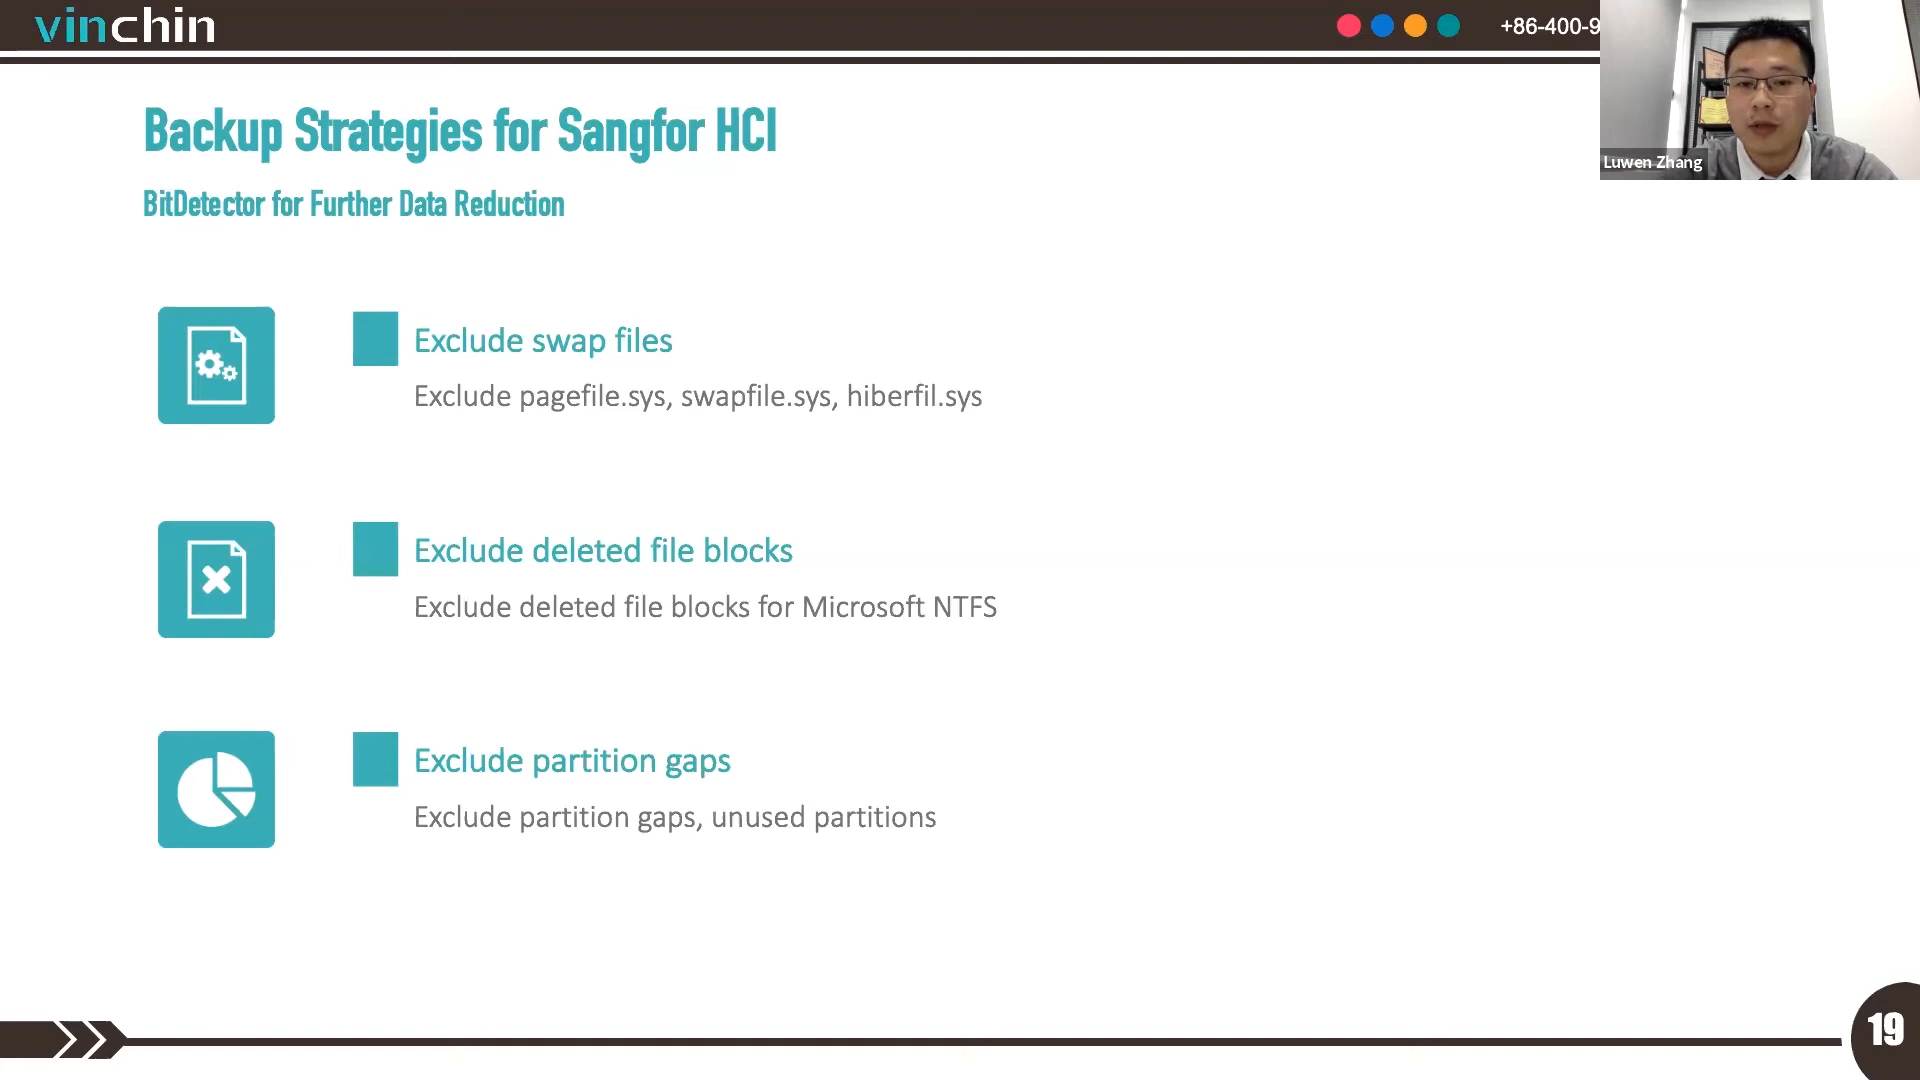 vinchin
+86-400-9
Luwen Zhang
Backup Strategies for Sangfor HCI
BitDetector for Further Data Reduction
Exclude swap files
Exclude pagefile.sys, swapfile.sys, hiberfil.sys
Exclude deleted file blocks
Exclude deleted file blocks for Microsoft NTFS
Exclude partition gaps
Exclude partition gaps, unused partitions
19